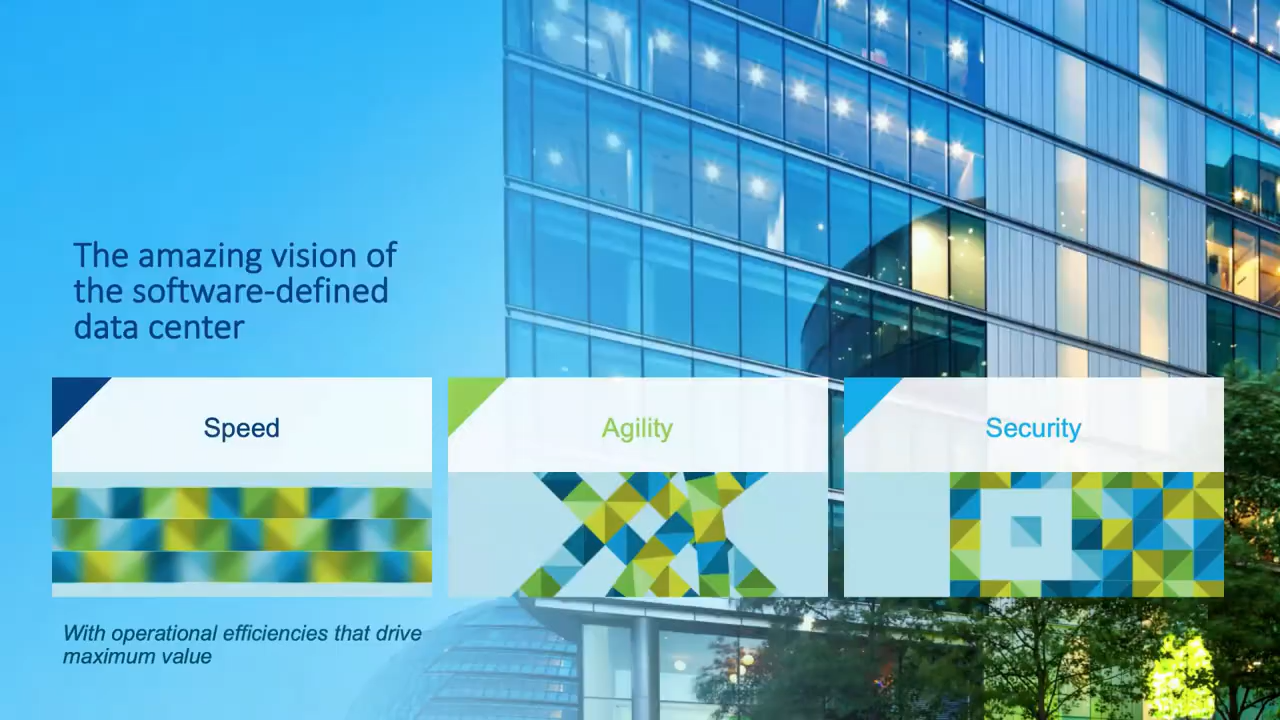 The amazing vision of
the software-defined
data center
Speed
Agility
Security
With operational efficiencies that drive
maximum value